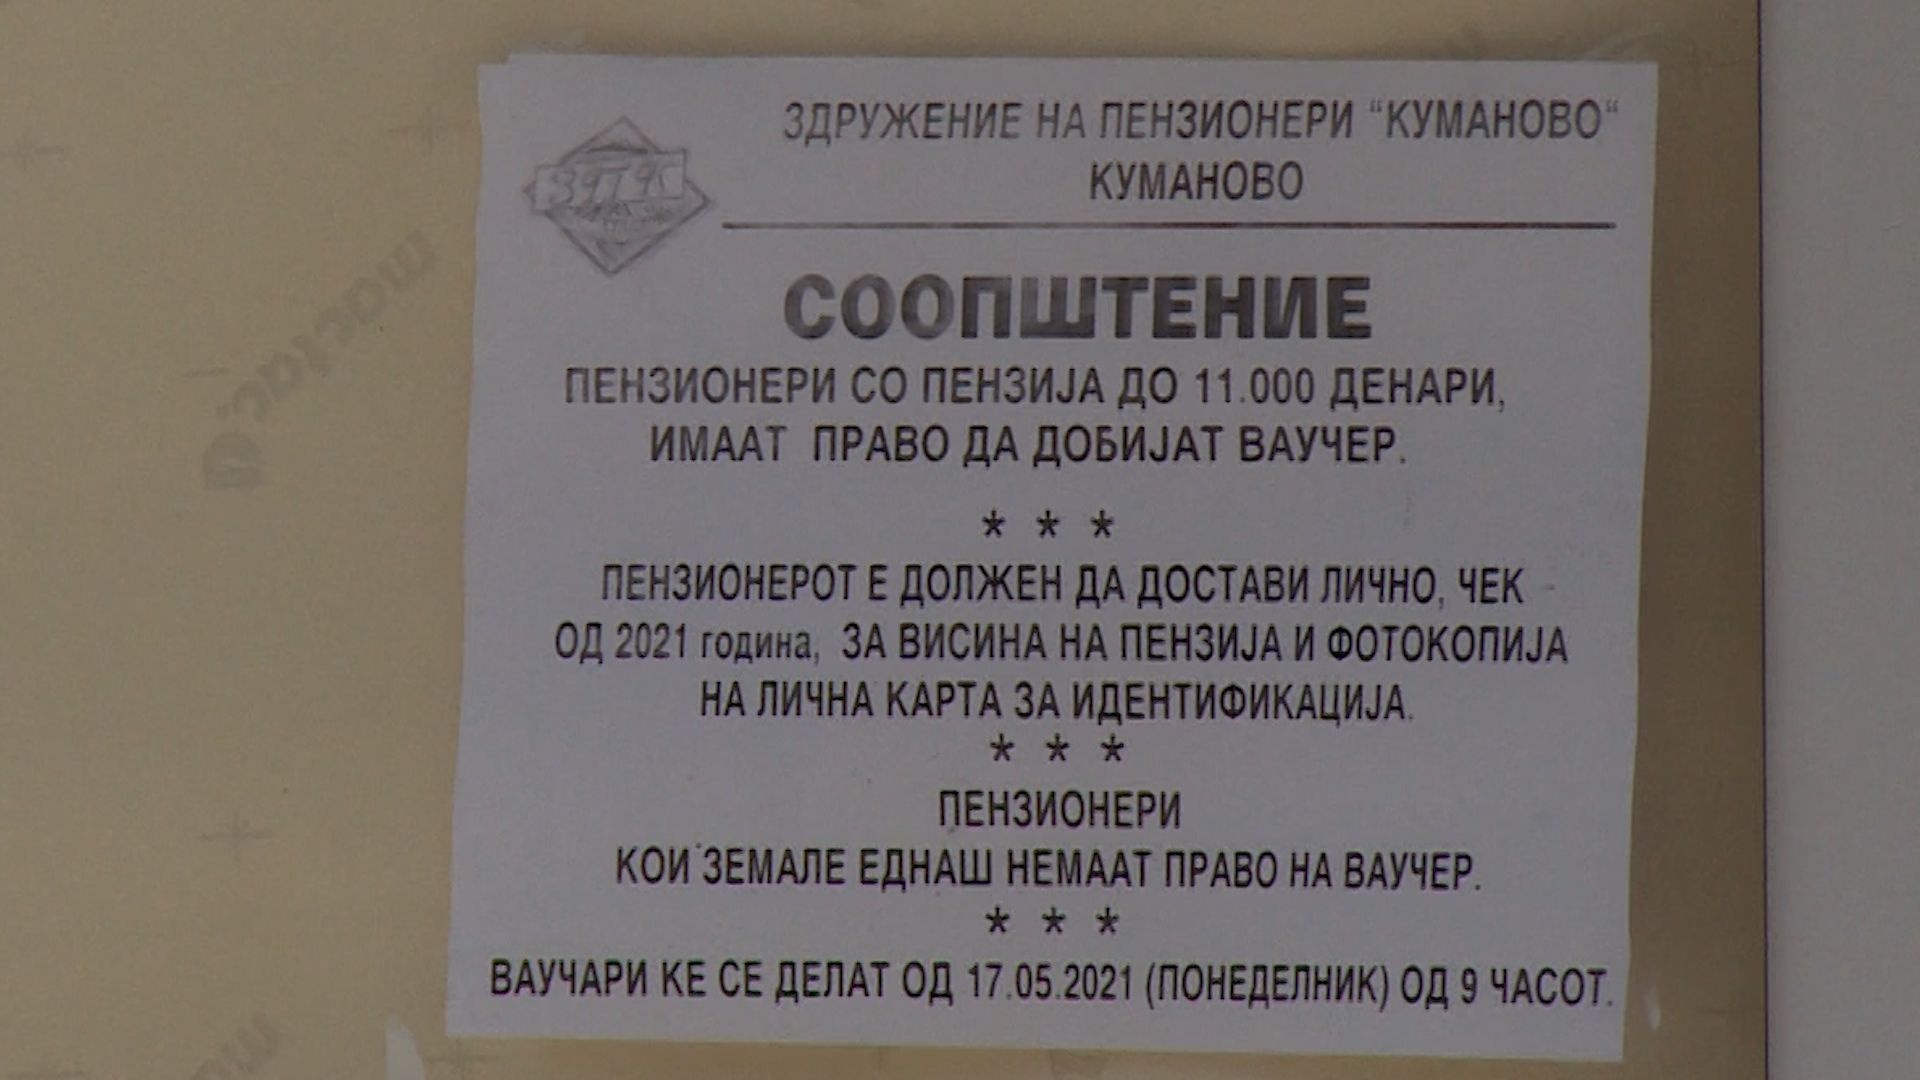 ЗДРУЖЕНИЕ НА ПЕНЗИОНЕРИ “КУМАНОВО“
КУМАНОВО
СООПШТЕНИЕ
ПЕНЗИОНЕРИ СО ПЕНЗИЈА ДО 11.000 ДЕНАРИ,
ИМААТ ПРАВО ДА ДОБИЈАТ ВАУЧЕР.
* * *
ПЕНЗИОНЕРОТ Е ДОЛЖЕН ДА ДОСТАВИ ЛИЧНО, ЧЕК
ОД 2021 година, ЗА ВИСИНА НА ПЕНЗИЈА И ФОТОКОПИЈА
НА ЛИЧНА КАРТА ЗА ИДЕНТИФИКАЦИЈА.
* * *
ПЕНЗИОНЕРИ
КОИ ЗЕМАЛЕ ЕДНАШ НЕМААТ ПРАВО НА ВАУЧЕР.
* * *
ВАУЧАРИ КЕ СЕ ДЕЛАТ ОД 17.05.2021 (ПОНЕДЕЛНИК) ОД 9 ЧАСОТ.